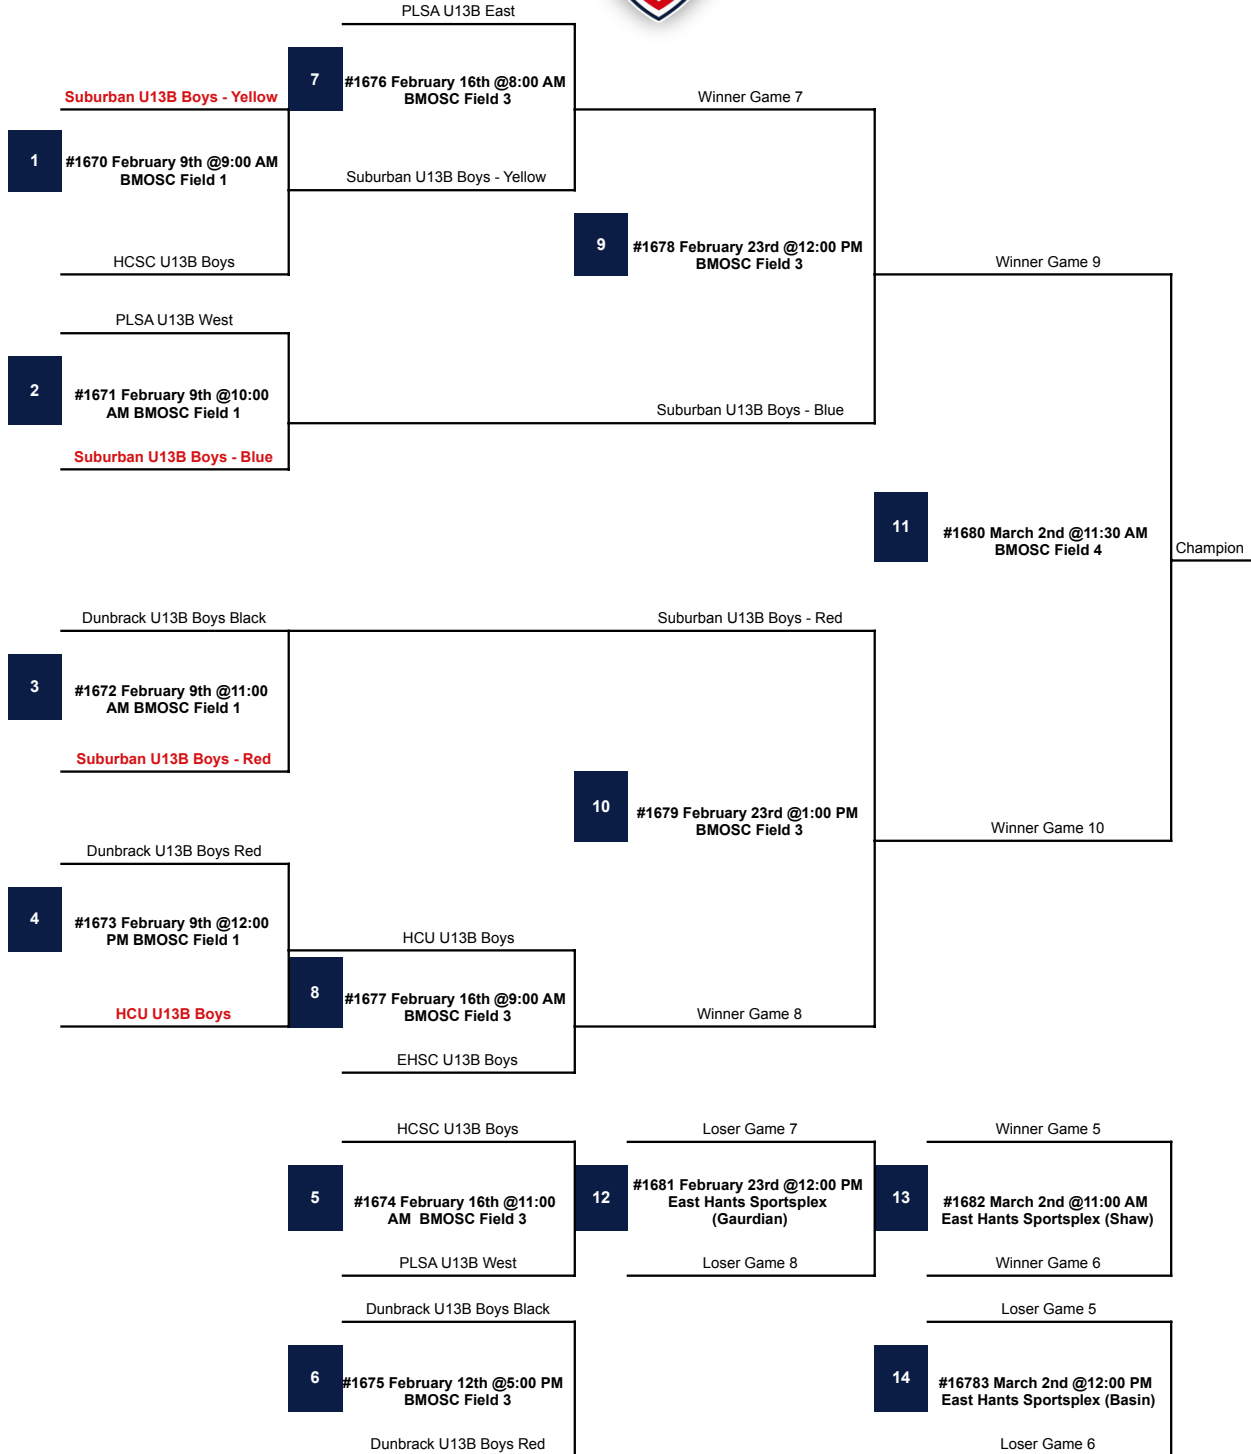 PLSA U13B East
7
#1676 February 16th @8:00 AM
BMOSC Field 3
Suburban U13B Boys - Yellow
Winner Game 7
1
#1670 February 9th @9:00 AM
BMOSC Field 1
Suburban U13B Boys - Yellow
9
#1678 February 23rd @12:00 PM
BMOSC Field 3
HCSC U13B Boys
Winner Game 9
PLSA U13B West
2
#1671 February 9th @10:00
AM BMOSC Field 1
Suburban U13B Boys - Blue
Suburban U13B Boys - Blue
11
#1680 March 2nd @11:30 AM
BMOSC Field 4
Champion
Dunbrack U13B Boys Black
Suburban U13B Boys - Red
3
#1672 February 9th @11:00
AM BMOSC Field 1
Suburban U13B Boys - Red
10
#1679 February 23rd @1:00 PM
BMOSC Field 3
Winner Game 10
Dunbrack U13B Boys Red
4
#1673 February 9th @12:00
PM BMOSC Field 1
HCU U13B Boys
8
#1677 February 16th @9:00 AM
BMOSC Field 3
HCU U13B Boys
Winner Game 8
EHSC U13B Boys
HCSC U13B Boys
Loser Game 7
Winner Game 5
5
#1674 February 16th @11:00
AM  BMOSC Field 3
12
#1681 February 23rd @12:00 PM
East Hants Sportsplex
(Gaurdian)
13
#1682 March 2nd @11:00 AM
East Hants Sportsplex (Shaw)
PLSA U13B West
Loser Game 8
Winner Game 6
Dunbrack U13B Boys Black
Loser Game 5
6
#1675 February 12th @5:00 PM
BMOSC Field 3
14
#16783 March 2nd @12:00 PM
East Hants Sportsplex (Basin)
Dunbrack U13B Boys Red
Loser Game 6